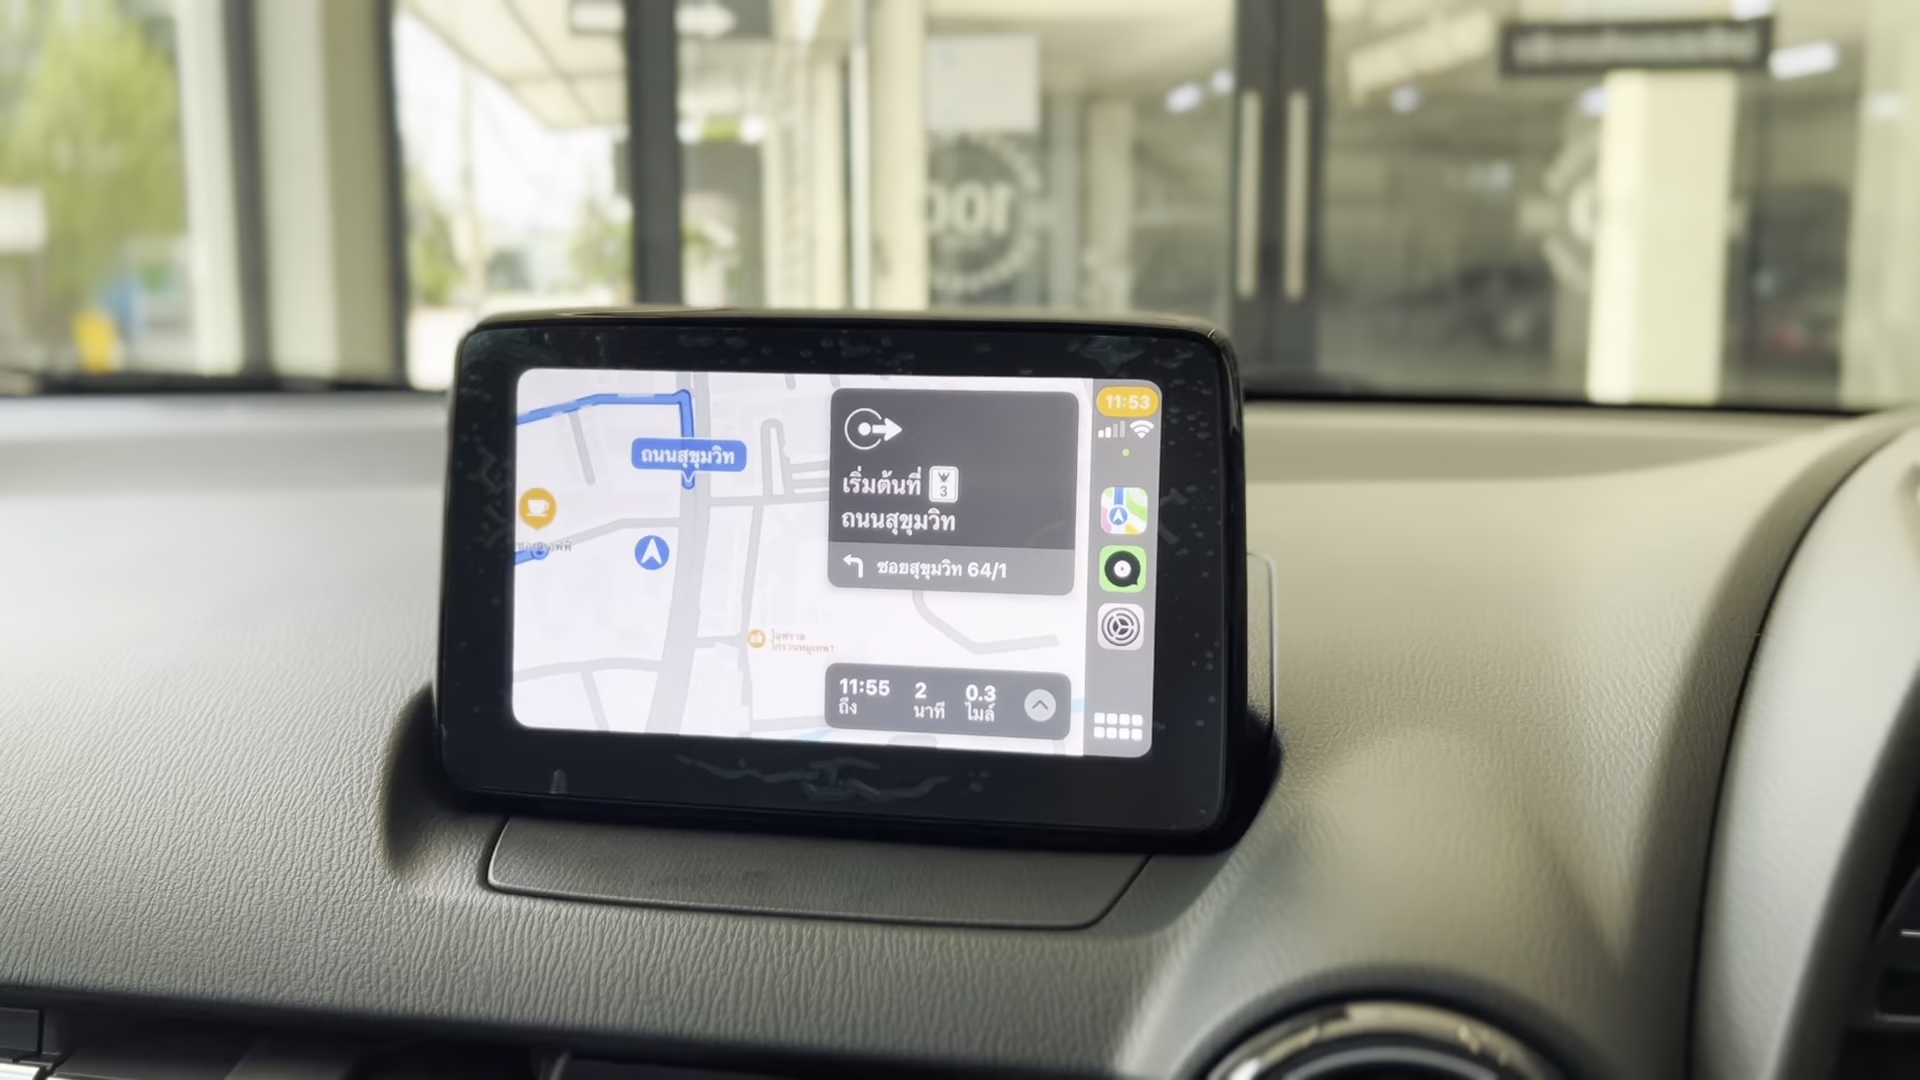 ถนนสุขุมวิท
เริ่มต้นที่ 3
ถนนสุขุมวิท
ซอยสุขุมวิท 64/1
11:55 2 0.3
ถึง นาที ไมล์
11:53